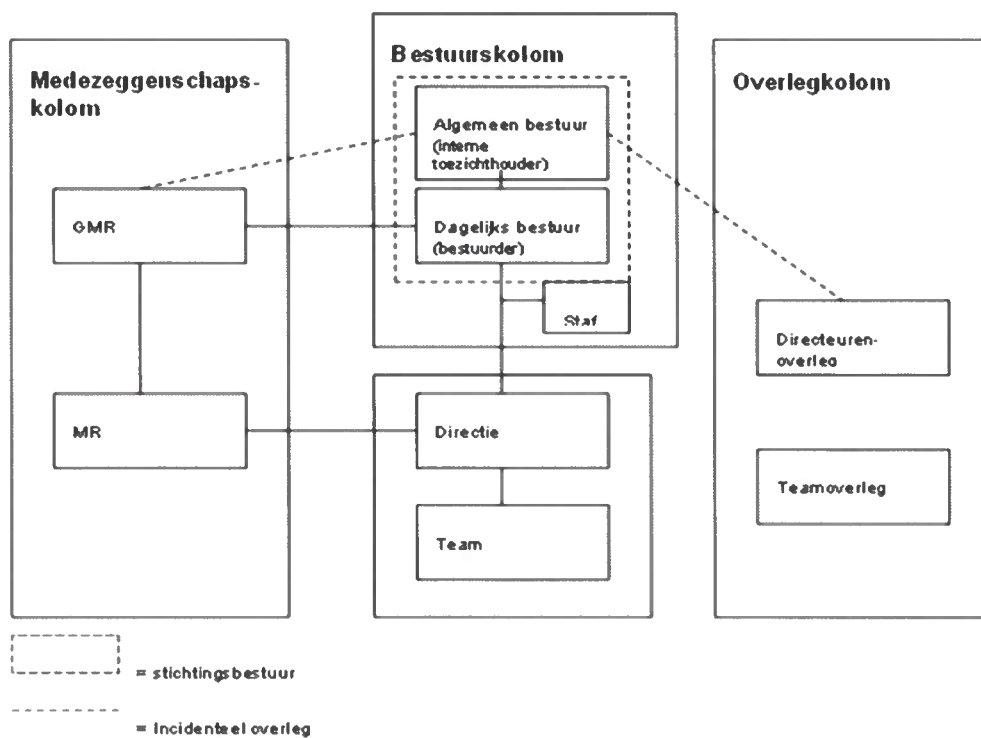 Medezeggenschaps-
kolom
GMR
MR
Bestuurskolom
Algemeen bestuur
(interne
toezichthouder)
Dagelijks bestuur
(bestuurder)
Staf
Directie
Team
Overlegkolom
Directeuren-
overleg
Teamoverleg
= stichtingsbestuur
= Incidenteel overleg